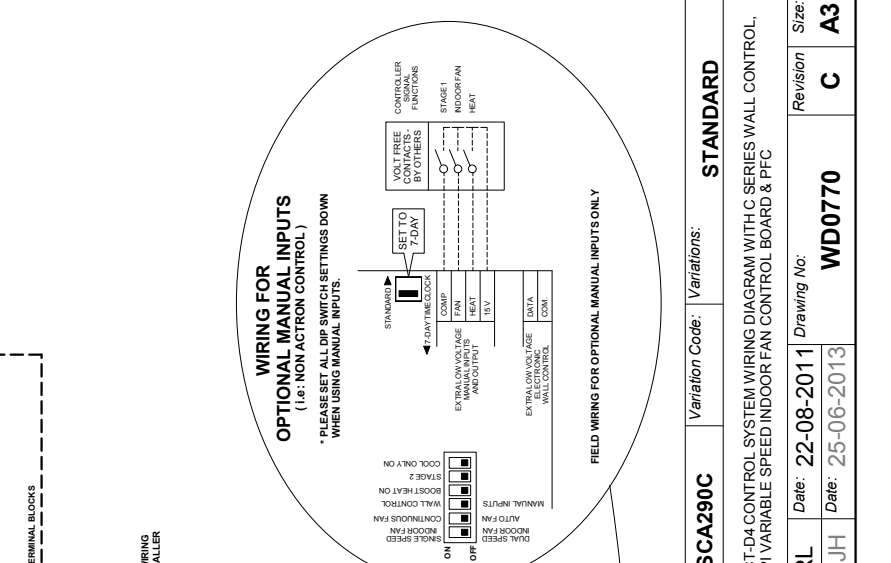 ERMINAL BLOCKS
IRING
ALLER
WIRING FOR
OPTIONAL MANUAL INPUTS
( i.e: NON ACTRON CONTROL )
* PLEASE SET ALL DIP SWITCH SETTINGS DOWN
WHEN USING MANUAL INPUTS.
CONTROLLER
SIGNAL
FUNCTIONS
STAGE 1
INDOOR FAN
HEAT
VOLT FREE
CONTACTS -
BY OTHERS
SET TO
7-DAY
STANDARD
7-DAY TIME CLOCK
COMP
FAN
HEAT
15 V
EXTRA LOW VOLTAGE
MANUAL INPUTS
AND OUTPUT
DATA
COM.
EXTRA LOW VOLTAGE
ELECTRONIC
WALL CONTROL
COOL ONLY ON
STAGE 2
BOOST HEAT ON
WALL CONTROL
CONTINUOUS FAN
SINGLE SPEED
INDOOR FAN
MANUAL INPUTS
AUTO FAN
DUAL SPEED
INDOOR FAN
ON
OFF
FIELD WIRING FOR OPTIONAL MANUAL INPUTS ONLY
SCA290C
Variation Code:
Variations:
STANDARD
ST-D4 CONTROL SYSTEM WIRING DIAGRAM WITH C SERIES WALL CONTROL,
PI VARIABLE SPEED INDOOR FAN CONTROL BOARD & PFC
RL
Date: 22-08-2011
JH
Date: 25-06-2013
Drawing No:
WD0770
Revision
C
Size:
A3